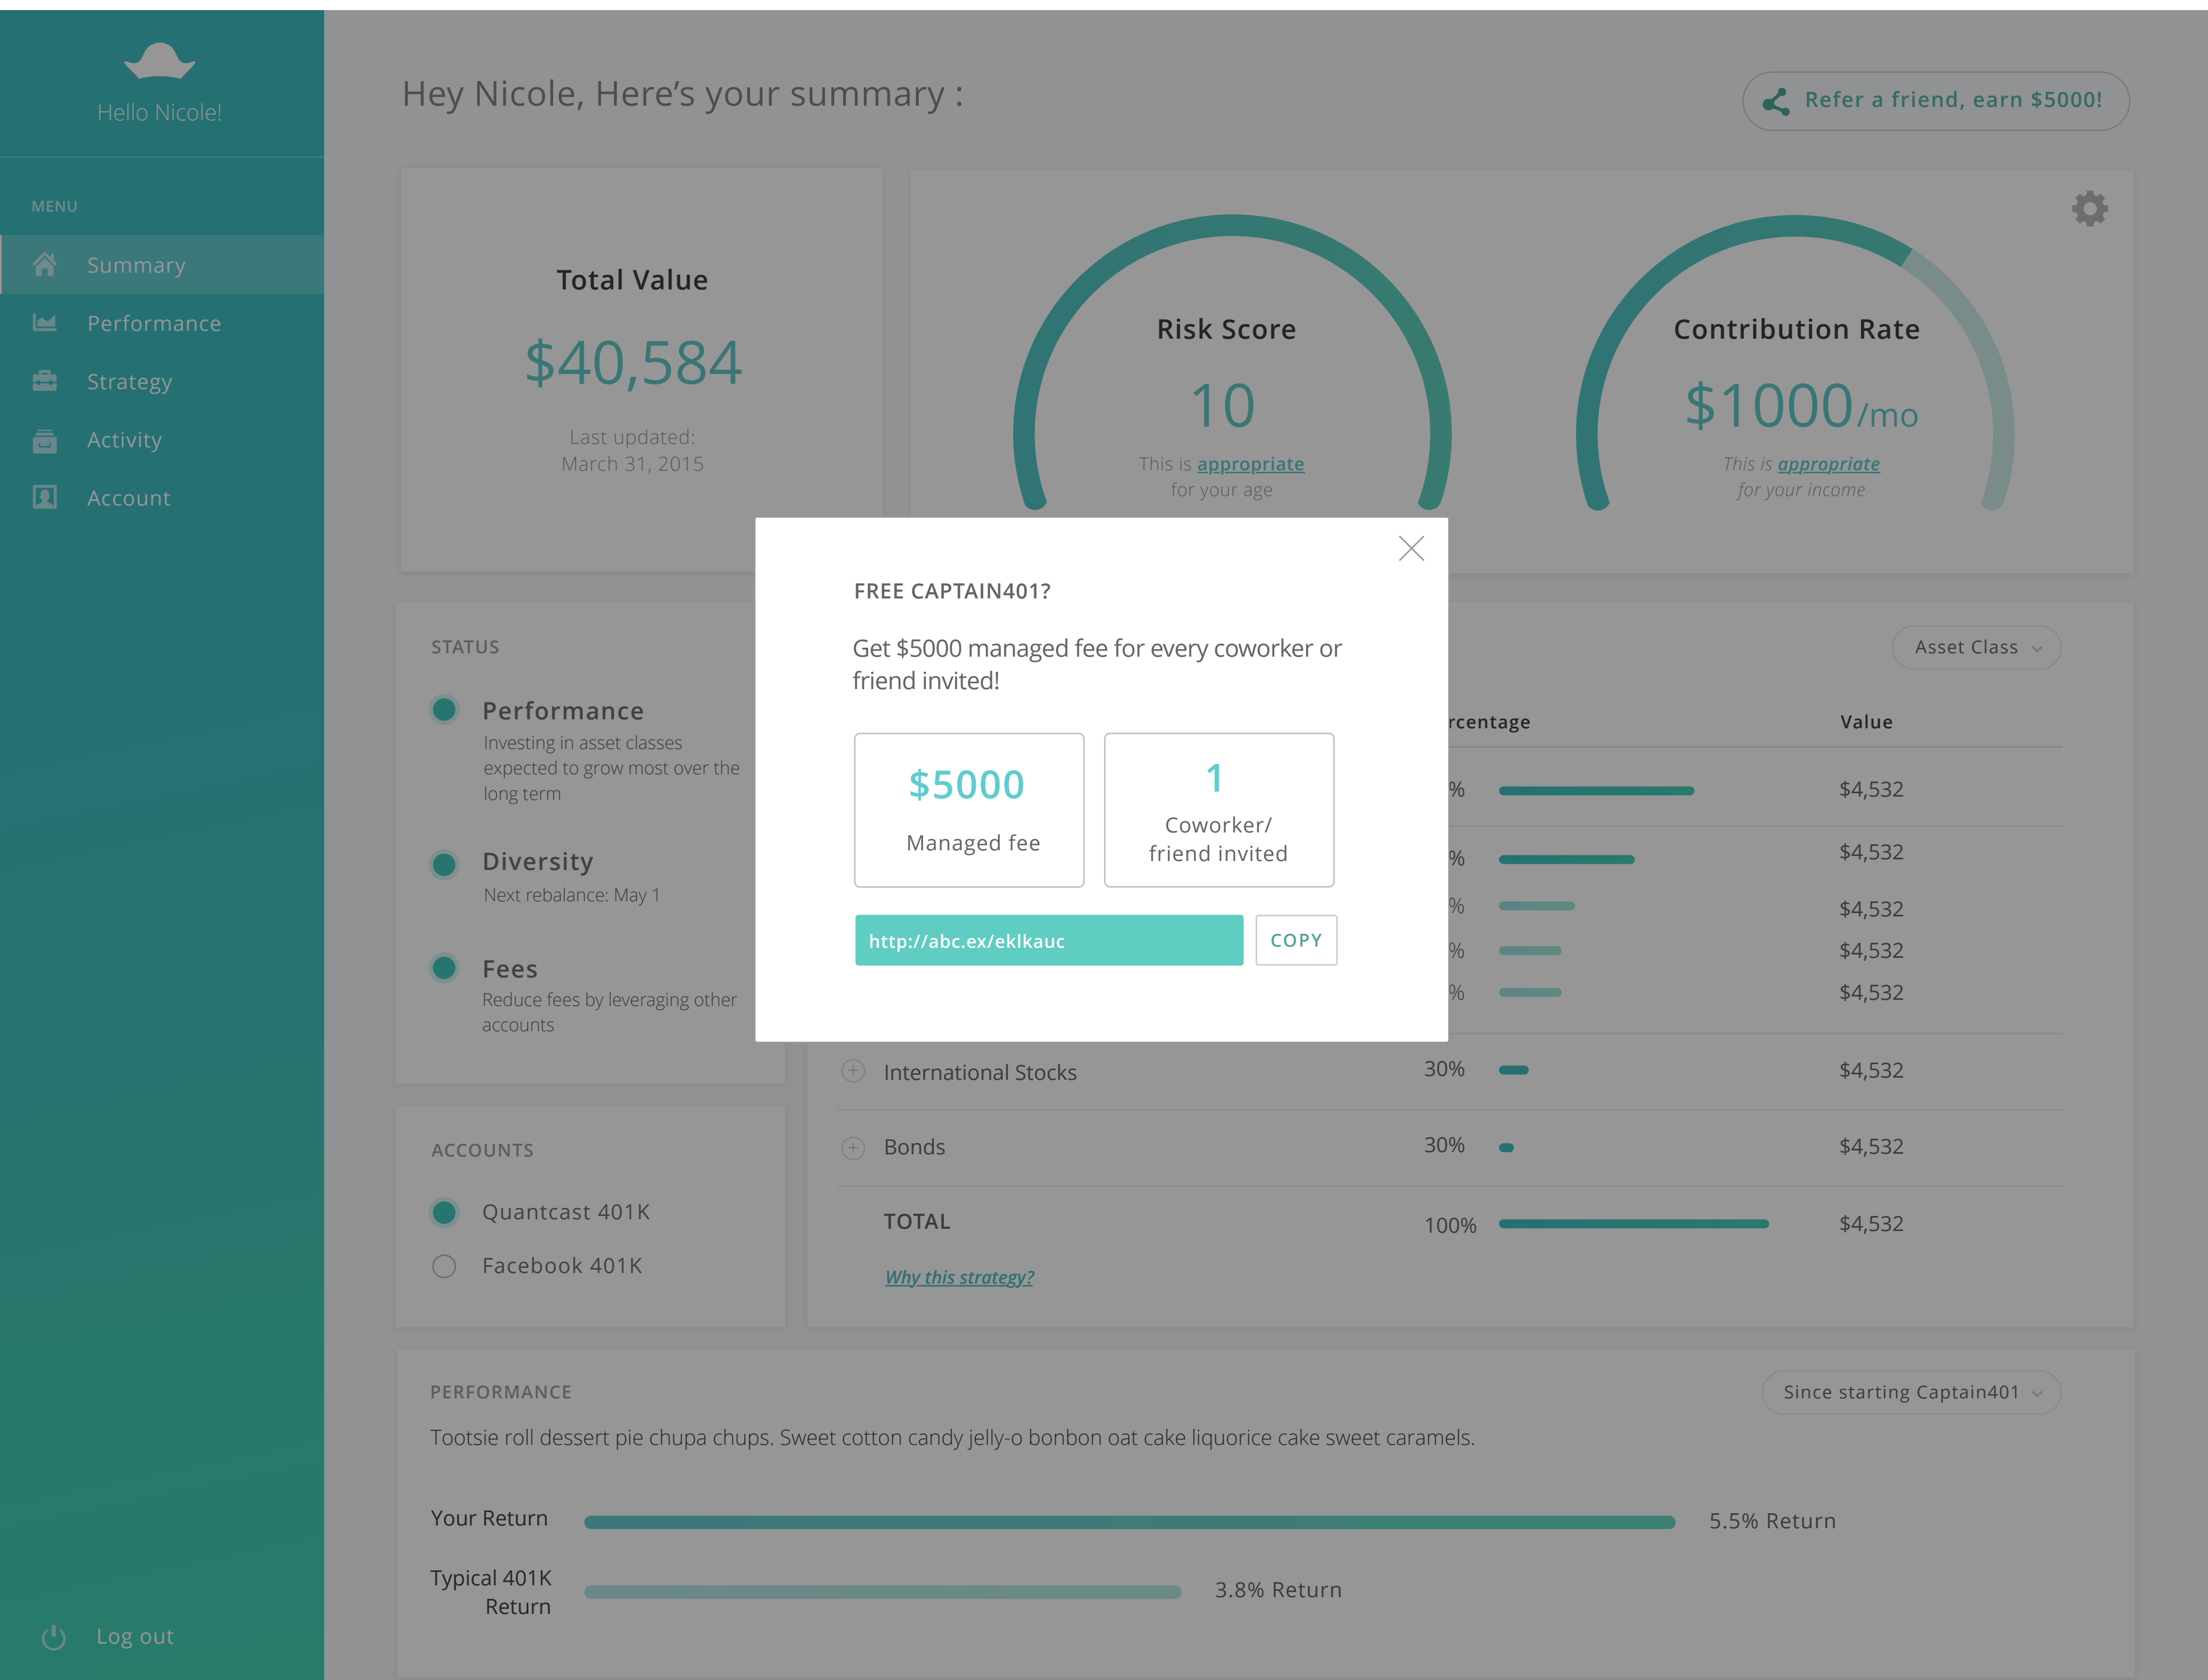 Hello Nicole!
MENU
Summary
Performance
Strategy
Activity
Account
Log out
Hey Nicole, Here’s your summary :
Refer a friend, earn $5000!
Total Value
$40,584
Last updated:
March 31, 2015
Risk Score
10
This is appropriate
for your age
Contribution Rate
$1000/mo
This is appropriate
for your income
FREE CAPTAIN401?
Get $5000 managed fee for every coworker or
friend invited!
$5000
Managed fee
1
Coworker/
friend invited
http://abc.ex/eklkauc
COPY
STATUS
Performance
Investing in asset classes
expected to grow most over the
long term
Diversity
Next rebalance: May 1
Fees
Reduce fees by leveraging other
accounts
ACCOUNTS
Quantcast 401K
Facebook 401K
Asset Class
Value
% $4,532
% $4,532
% $4,532
% $4,532
% $4,532
International Stocks 30% $4,532
Bonds 30% $4,532
TOTAL 100% $4,532
Why this strategy?
PERFORMANCE
Since starting Captain401
Tootsie roll dessert pie chupa chups. Sweet cotton candy jelly-o bonbon oat cake liquorice cake sweet caramels.
Your Return 5.5% Return
Typical 401K
Return
3.8% Return